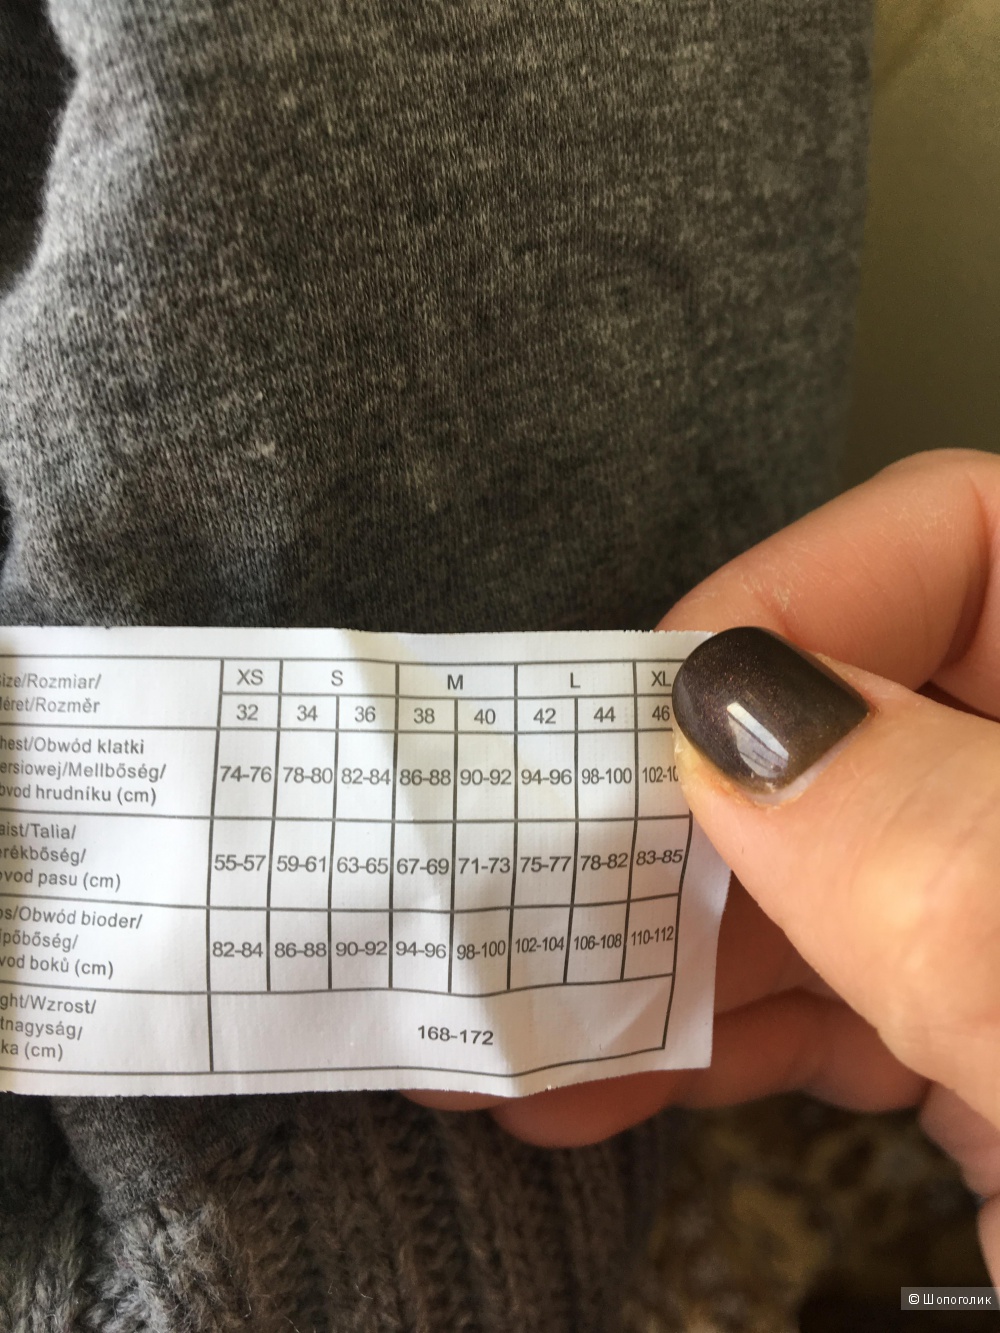 ize/Rozmiar/ XS S M L XL
éret/Rozměr 32 34 36 38 40 42 44 46
hest/Obwód klatki
ersiowej/Mellbőség/ 74-76 78-80 82-84 86-88 90-92 94-96 98-100 102-10
bvod hrudníku (cm)
aist/Talia/
erékbőség/ 55-57 59-61 63-65 67-69 71-73 75-77 78-82 83-85
vod pasu (cm)
os/Obwód bioder/
ípőbőség/ 82-84 86-88 90-92 94-96 98-100 102-104 106-108 110-112
vod boků (cm)
ght/Wzrost/
tnagyság/ 168-172
ka (cm)
© Шопоголик